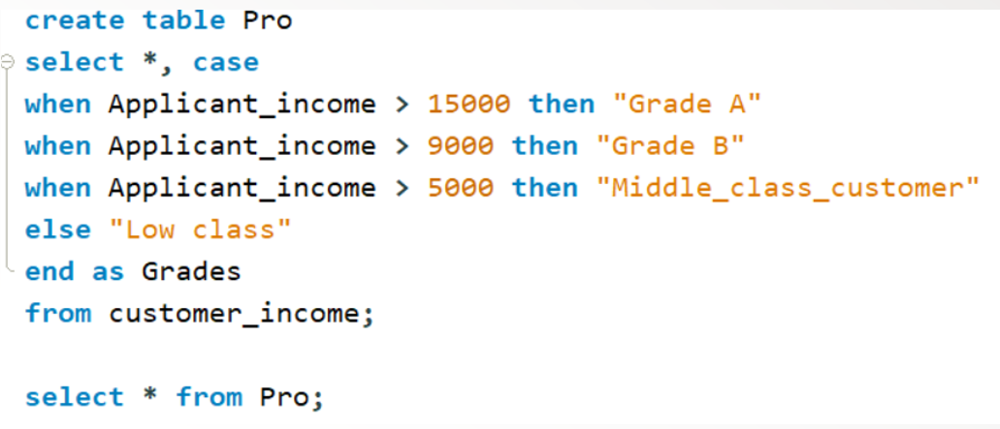 create table Pro
select *, case
when Applicant_income > 15000 then "Grade A"
when Applicant_income > 9000 then "Grade B"
when Applicant_income > 5000 then "Middle_class_customer"
else "Low class"
end as Grades
from customer_income;
select * from Pro;